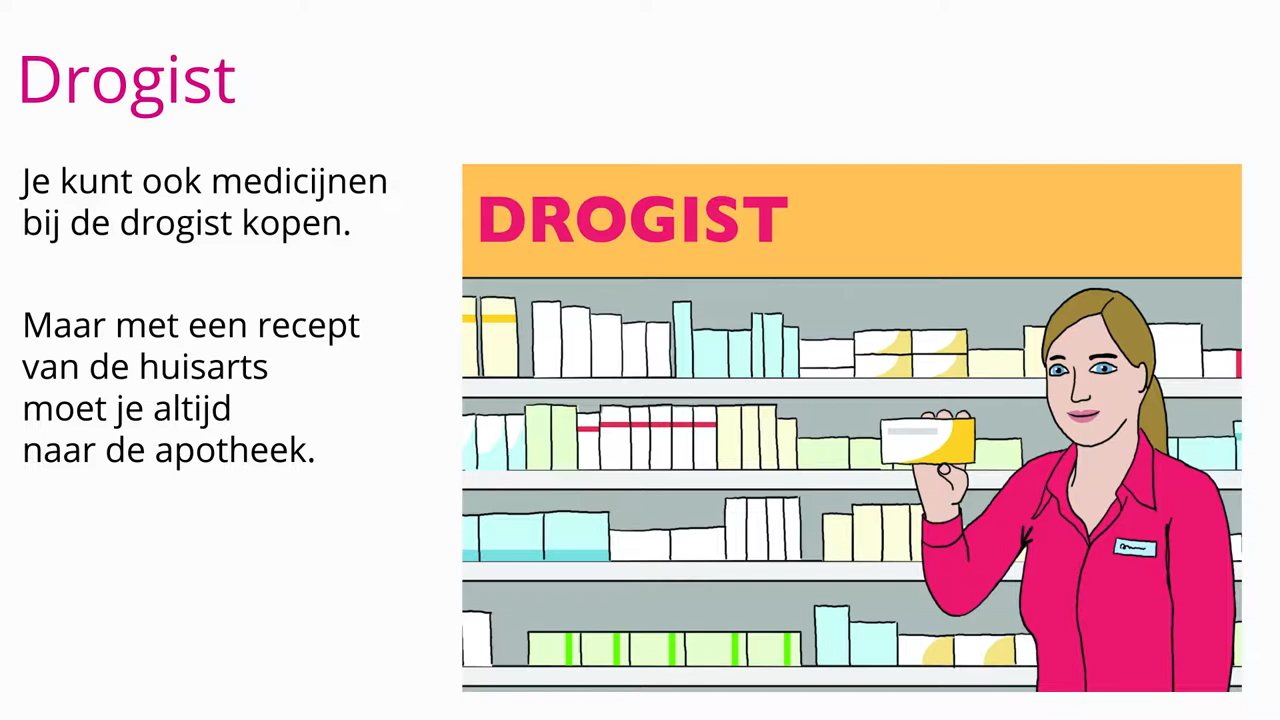 Drogist
Je kunt ook medicijnen
bij de drogist kopen.
Maar met een recept
van de huisarts
moet je altijd
naar de apotheek.
DROGIST